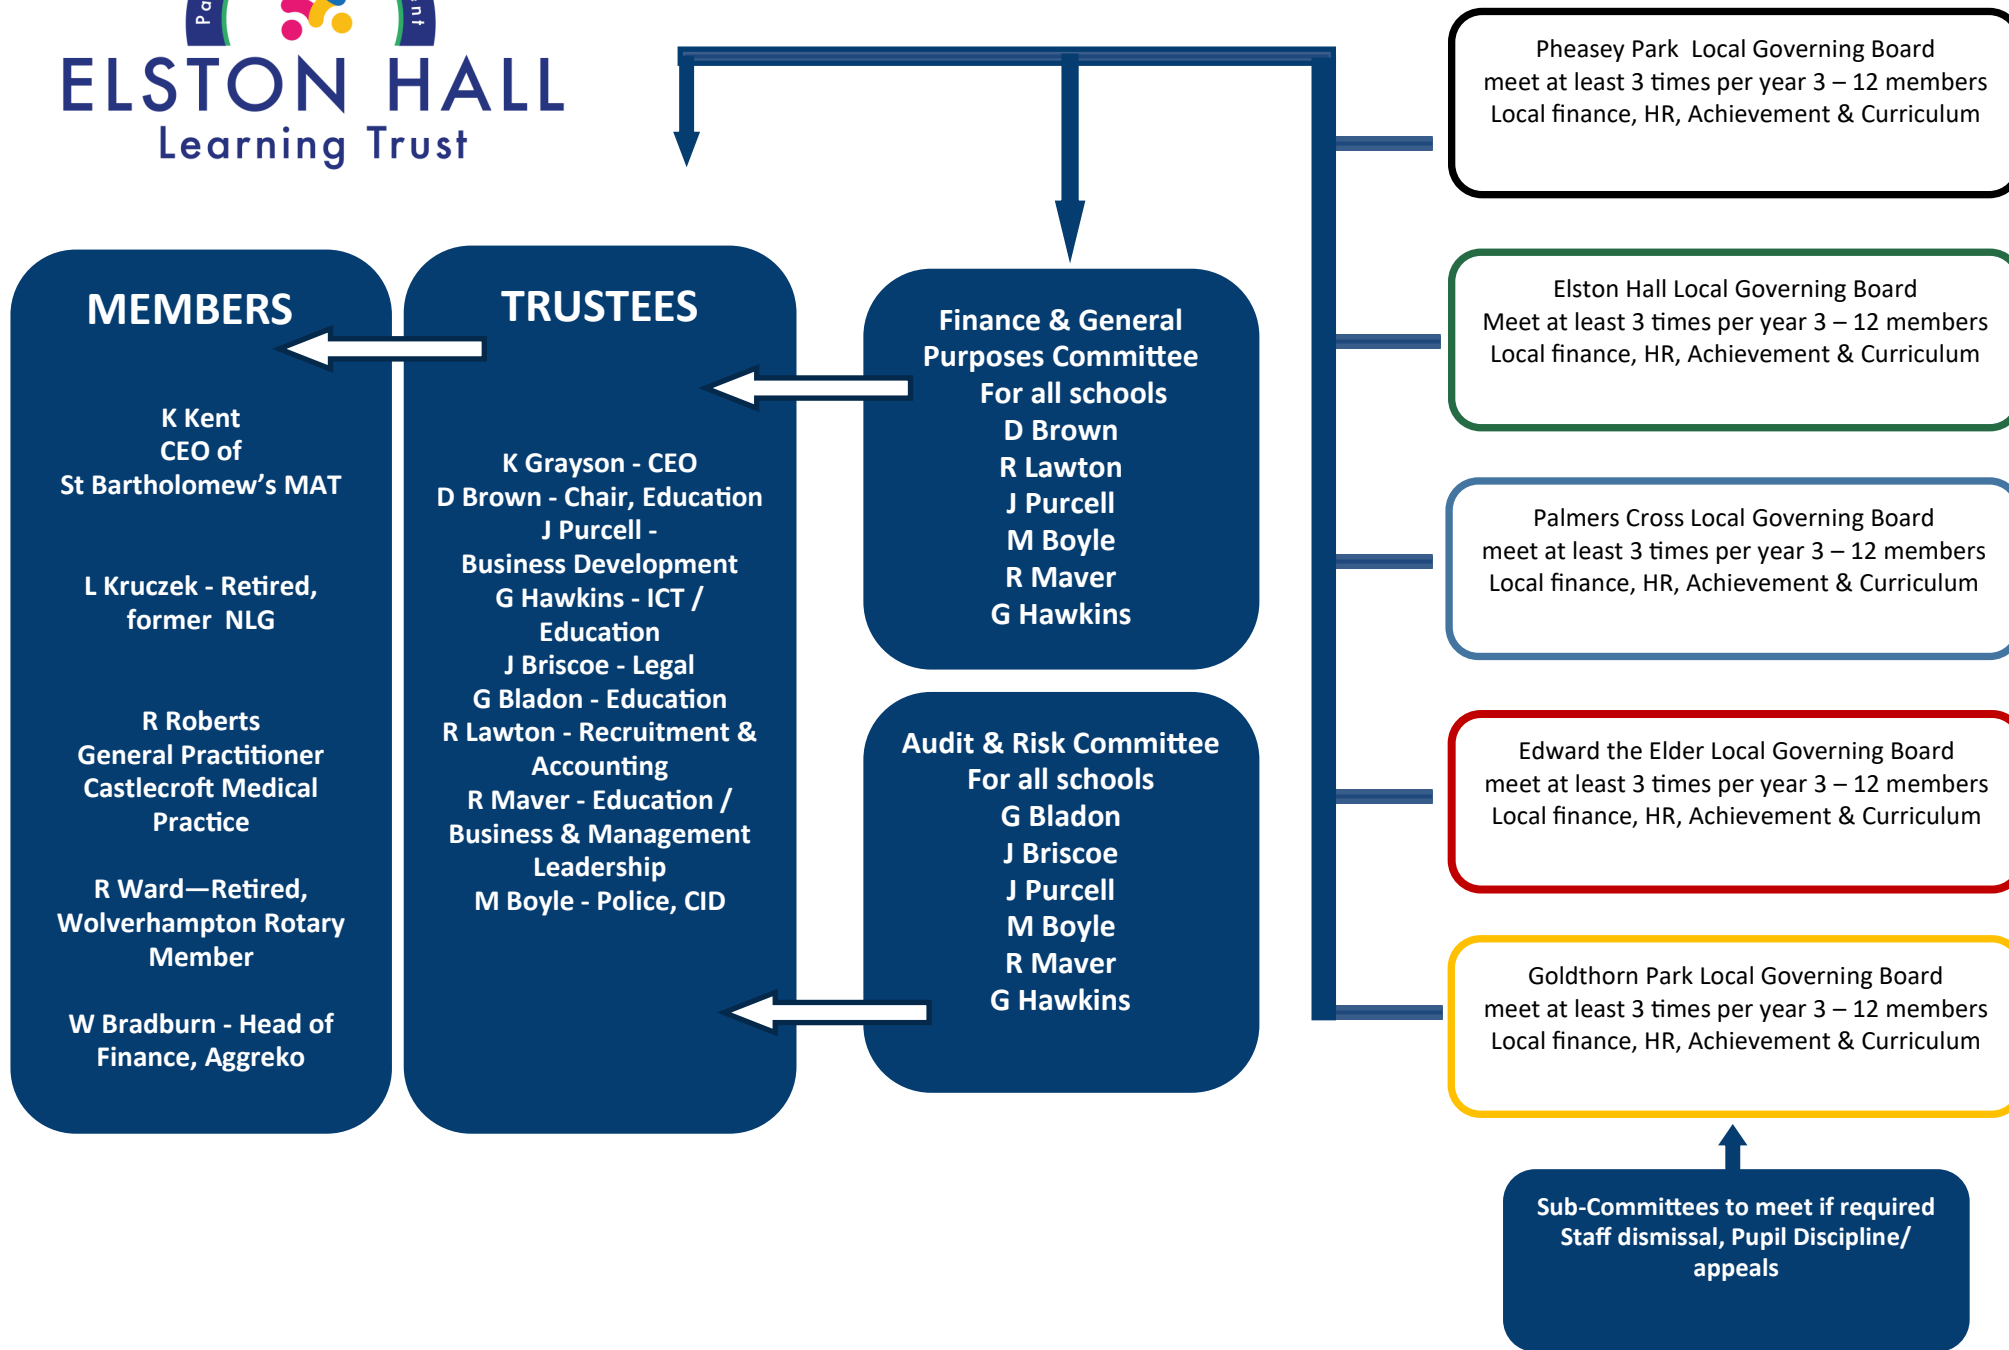 ELSTON HALL
Learning Trust
MEMBERS
K Kent
CEO of
St Bartholomew’s MAT
L Kruczek - Retired,
former NLG
R Roberts
General Practitioner
Castlecroft Medical
Practice
R Ward—Retired,
Wolverhampton Rotary
Member
W Bradburn - Head of
Finance, Aggreko
TRUSTEES
K Grayson - CEO
D Brown - Chair, Education
J Purcell -
Business Development
G Hawkins - ICT /
Education
J Briscoe - Legal
G Bladon - Education
R Lawton - Recruitment &
Accounting
R Maver - Education /
Business & Management
Leadership
M Boyle - Police, CID
Finance & General
Purposes Committee
For all schools
D Brown
R Lawton
J Purcell
M Boyle
R Maver
G Hawkins
Audit & Risk Committee
For all schools
G Bladon
J Briscoe
J Purcell
M Boyle
R Maver
G Hawkins
Pheasey Park Local Governing Board
meet at least 3 times per year 3 – 12 members
Local finance, HR, Achievement & Curriculum
Elston Hall Local Governing Board
Meet at least 3 times per year 3 – 12 members
Local finance, HR, Achievement & Curriculum
Palmers Cross Local Governing Board
meet at least 3 times per year 3 – 12 members
Local finance, HR, Achievement & Curriculum
Edward the Elder Local Governing Board
meet at least 3 times per year 3 – 12 members
Local finance, HR, Achievement & Curriculum
Goldthorn Park Local Governing Board
meet at least 3 times per year 3 – 12 members
Local finance, HR, Achievement & Curriculum
Sub-Committees to meet if required
Staff dismissal, Pupil Discipline/
appeals